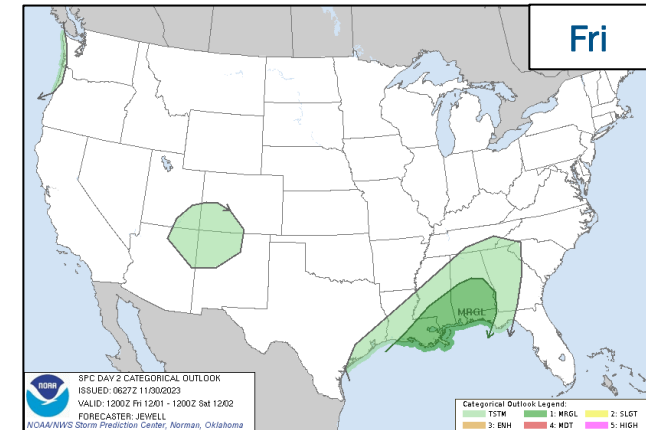 Fri
MRGL
NOAA
SPC DAY 2 CATEGORICAL OUTLOOK
ISSUED: 0627Z 11/30/2023
VALID: 1200Z Fri 12/01 - 1200Z Sat 12/02
FORECASTER: JEWELL
NOAA/NWS Storm Prediction Center, Norman, Oklahoma
Categorical Outlook Legend:
TSTM 1: MRGL 2: SLGT
3: ENH 4: MDT 5: HIGH